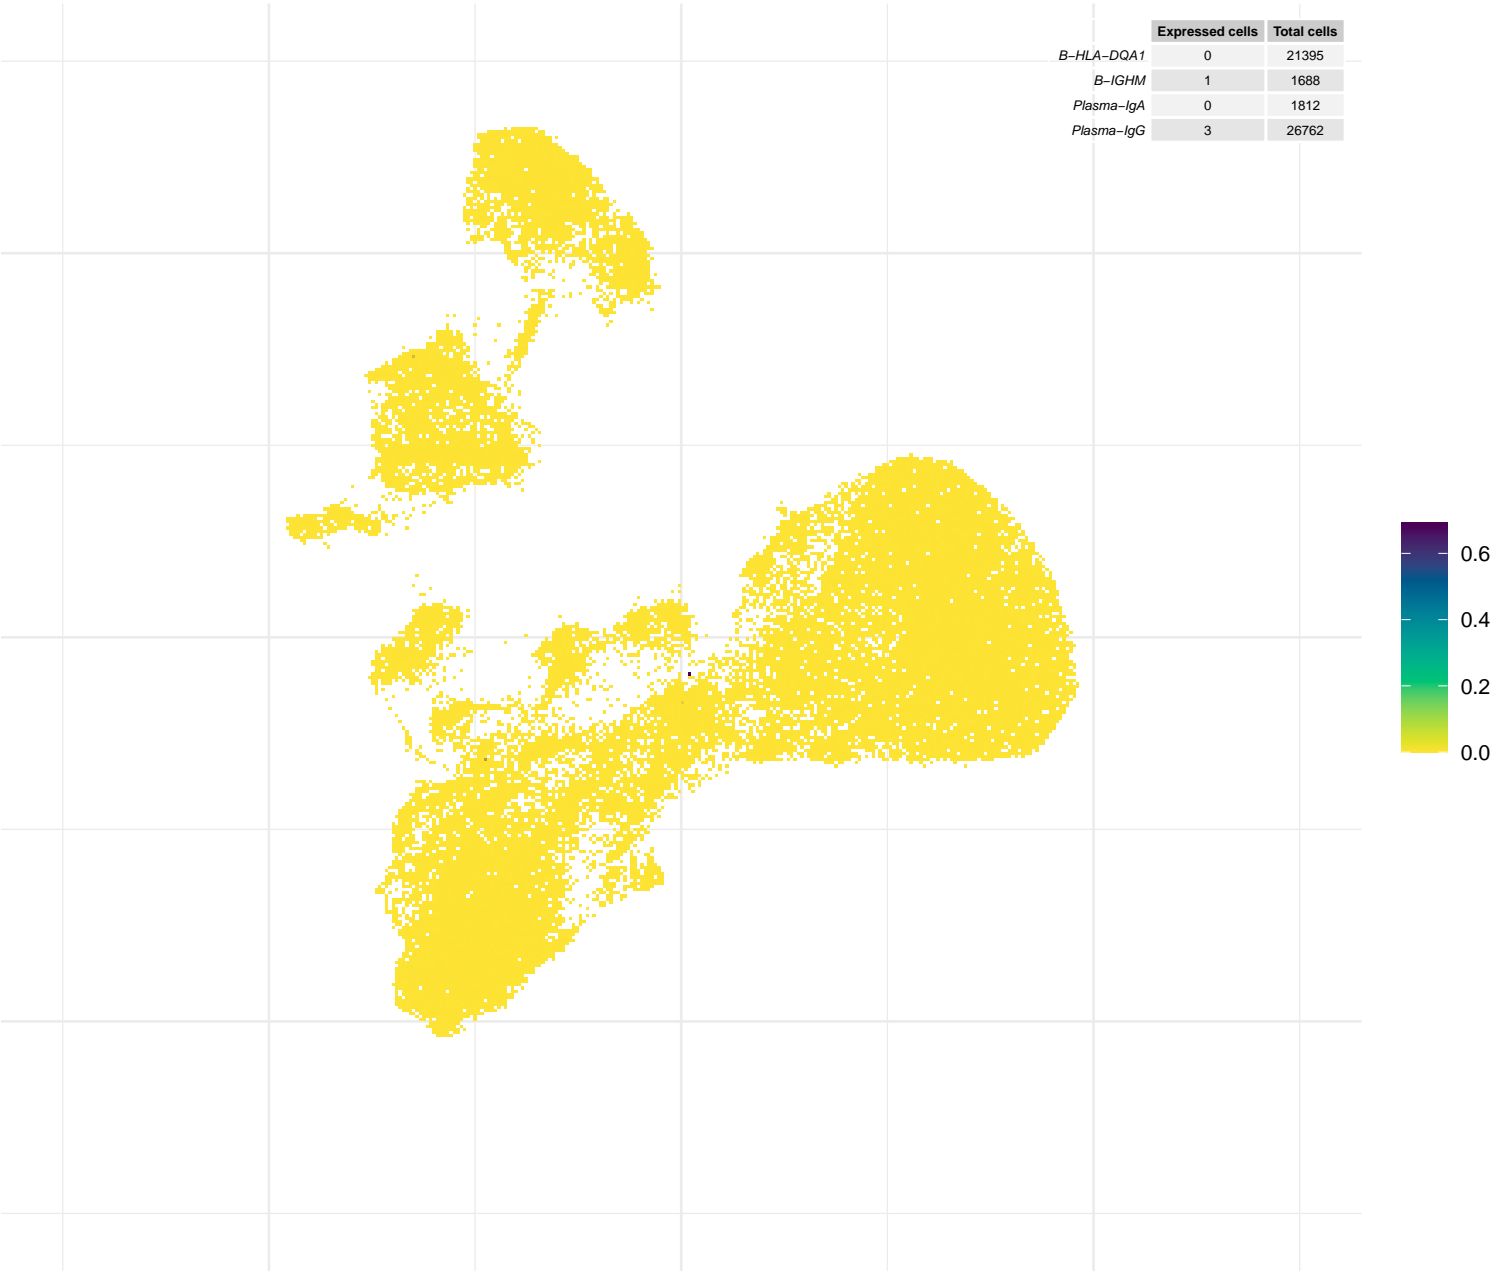 Expressed cells Total cells
B−HLA−DQA1 0 21395
B−IGHM 1 1688
Plasma−IgA 0 1812
Plasma−IgG 3 26762
0.6
0.4
0.2
0.0